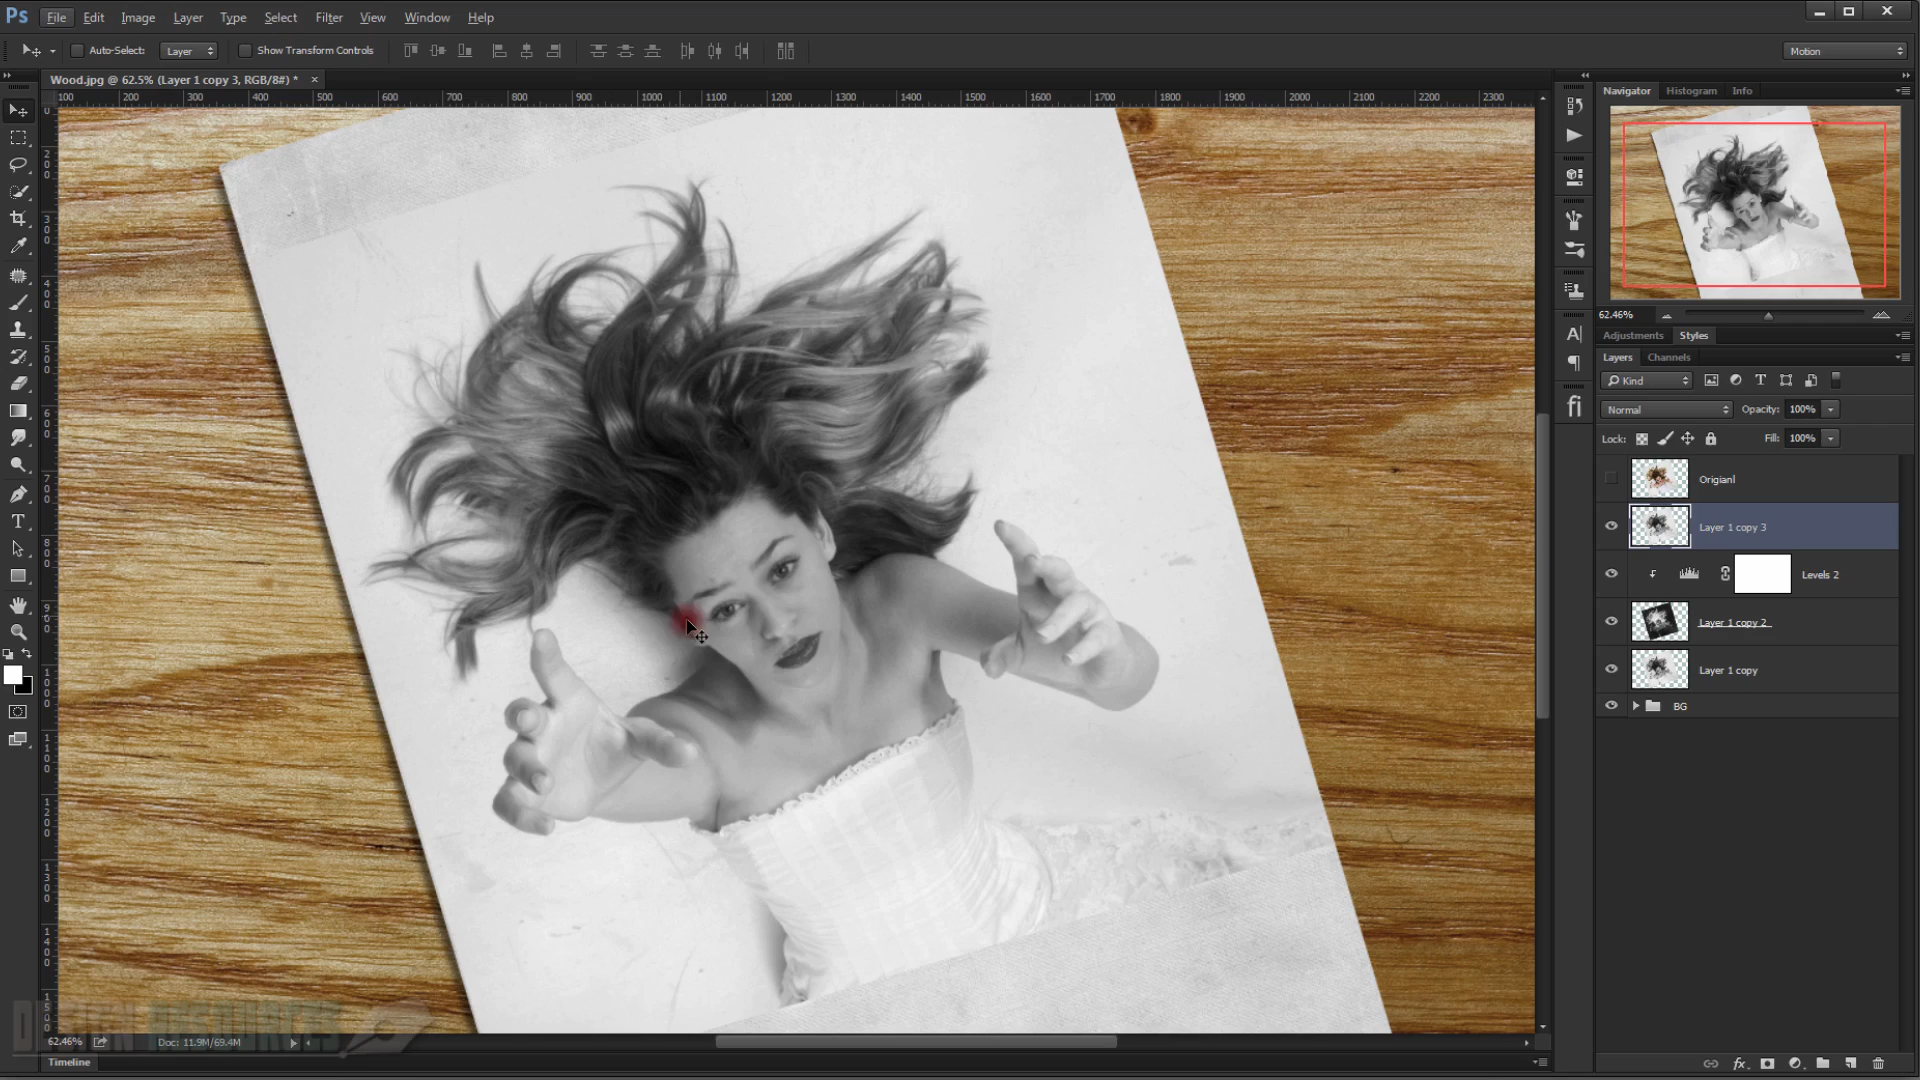 Ps File Edit Image Layer Type Select Filter View Window Help
Auto-Select: Layer Show Transform Controls Motion
Wood.jpg @ 62.5% (Layer 1 copy 3, RGB/8#) * ×
100 200 300 400 500 600 700 800 900 1000 1100 1200 1300 1400 1500 1600 1700 1800 1900 2000 2100 2200 2300
Navigator Histogram Info
62.46%
Adjustments Styles
Layers Channels
Kind
Normal Opacity: 100%
Lock: Fill: 100%
Origianl
Layer 1 copy 3
Levels 2
Layer 1 copy 2
Layer 1 copy
BG
DESIGN RESOURCES
62.46% Doc: 11.9M/69.4M
Timeline